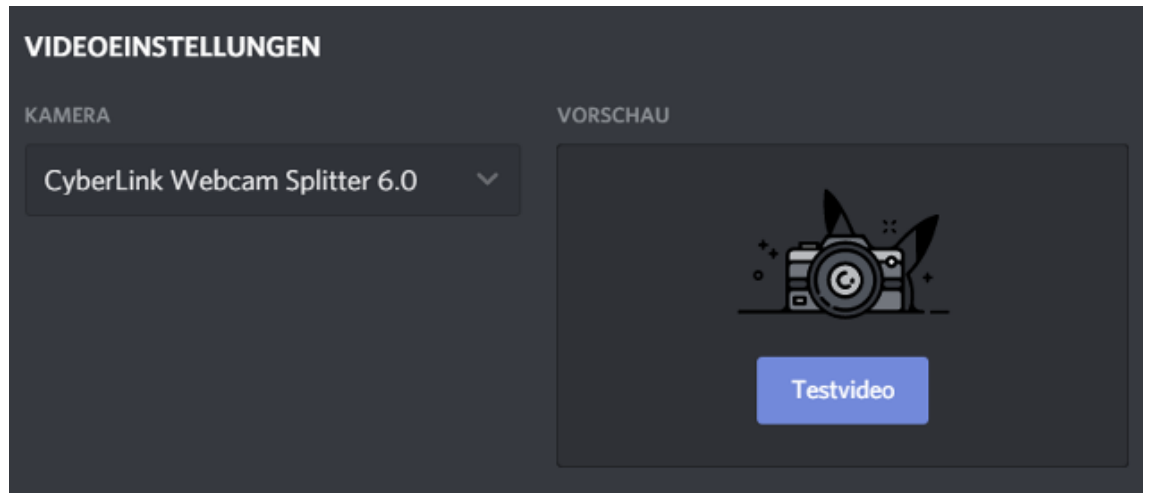 VIDEOEINSTELLUNGEN
KAMERA
CyberLink Webcam Splitter 6.0
VORSCHAU
Testvideo